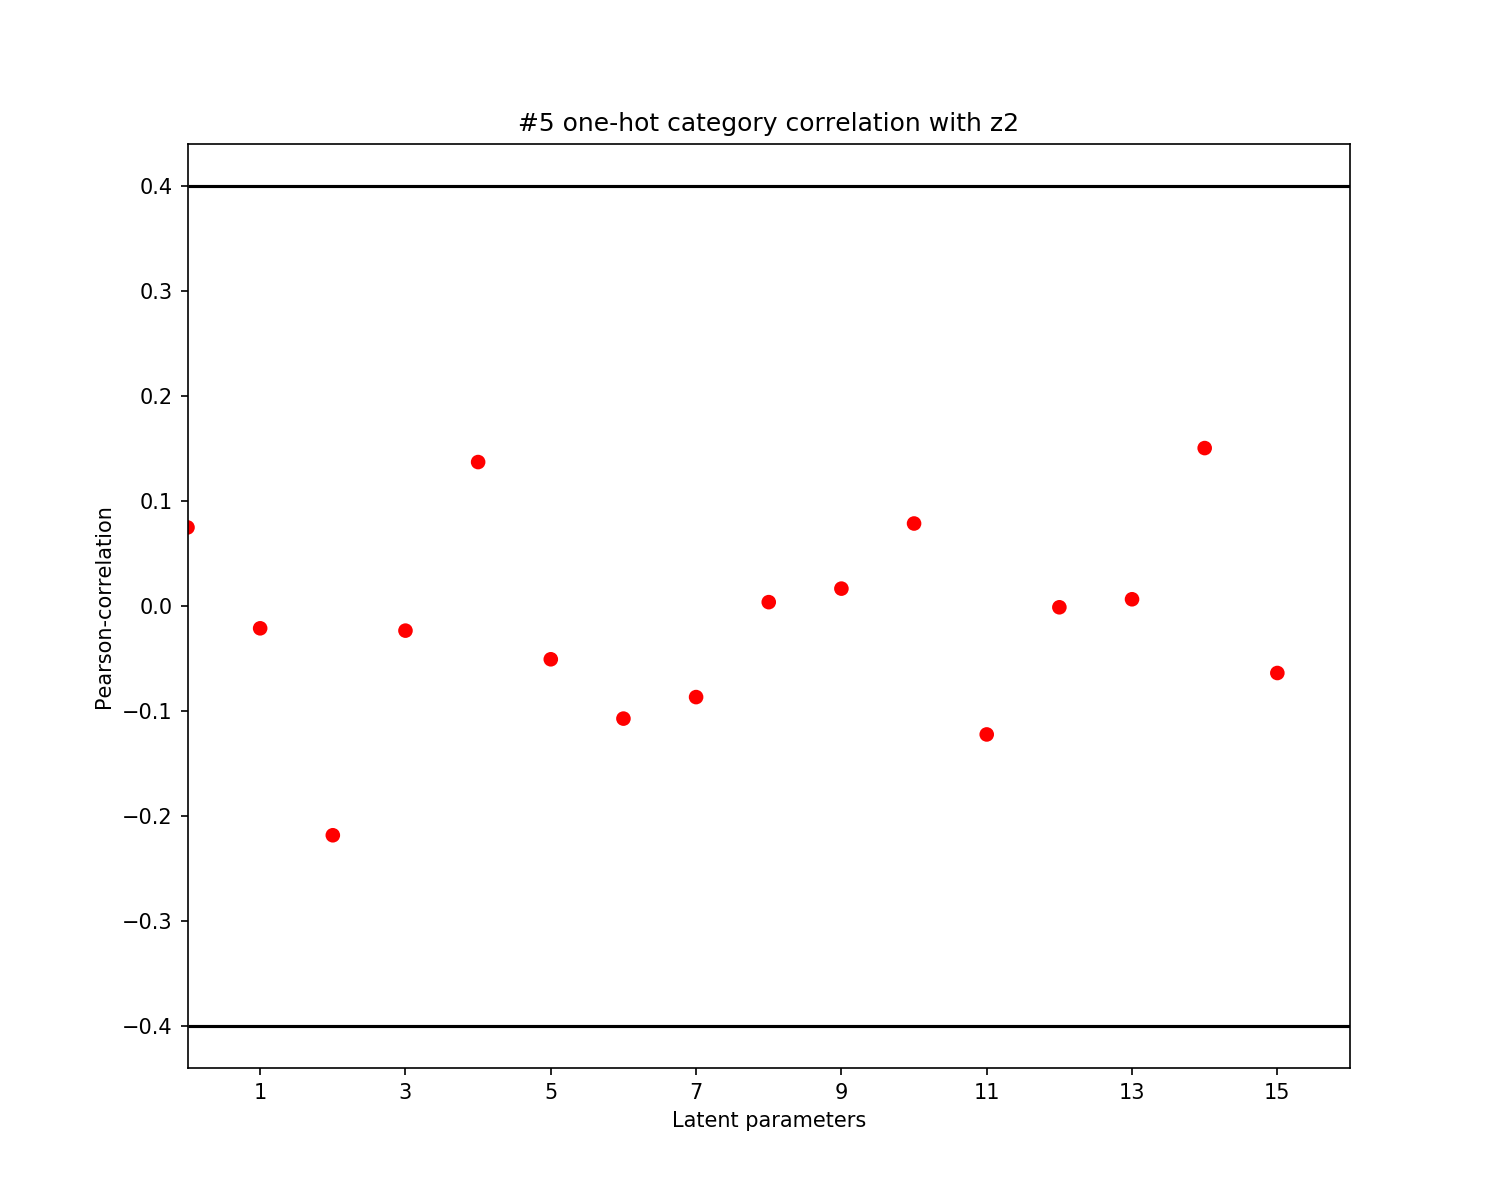 #5 one-hot category correlation with z2
0.4
0.3
0.2
0.1
0.0
−0.1
−0.2
−0.3
−0.4
Pearson-correlation
1 3 5 7 9 11 13 15
Latent parameters